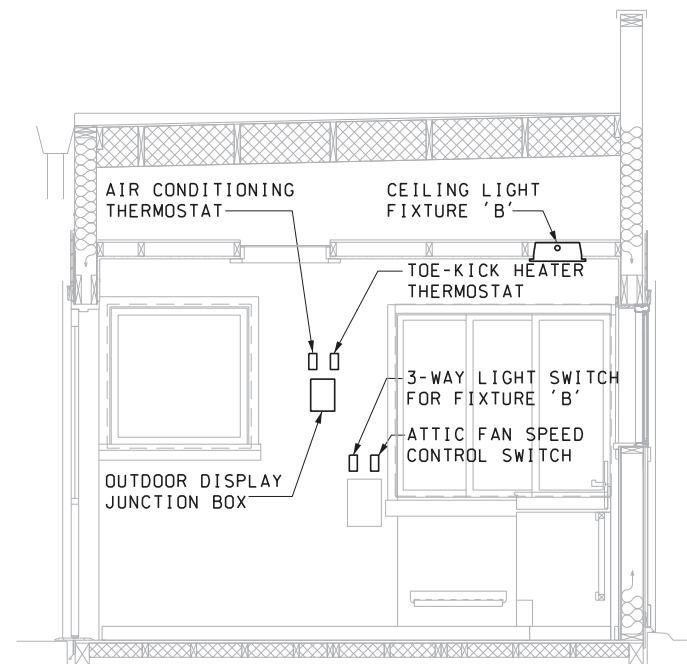 AIR CONDITIONING
THERMOSTAT
CEILING LIGHT
FIXTURE 'B'
TOE-KICK HEATER
THERMOSTAT
3-WAY LIGHT SWITCH
FOR FIXTURE 'B'
ATTIC FAN SPEED
CONTROL SWITCH
OUTDOOR DISPLAY
JUNCTION BOX